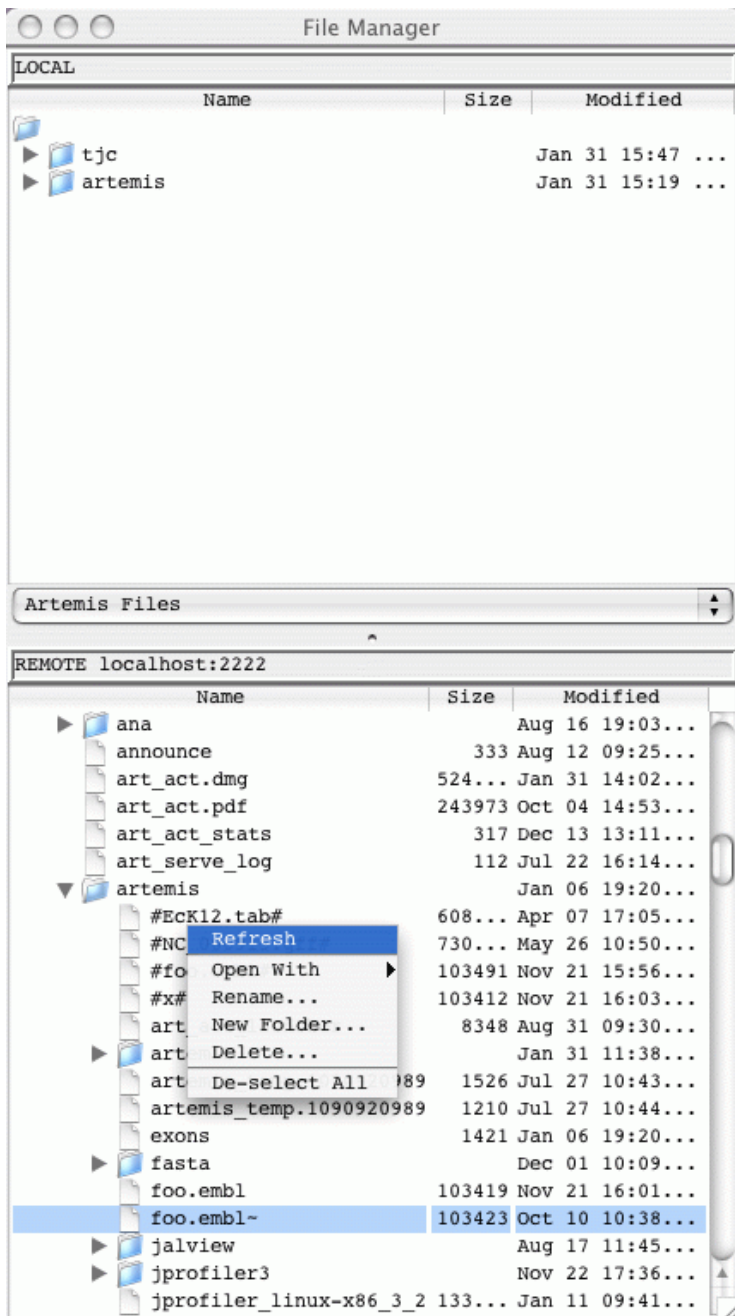 File Manager
LOCAL
Name Size Modified
tjc Jan 31 15:47 ...
artemis Jan 31 15:19 ...
Artemis Files
REMOTE localhost:2222
Name Size Modified
ana Aug 16 19:03...
announce 333 Aug 12 09:25...
art_act.dmg 524... Jan 31 14:02...
art_act.pdf 243973 Oct 04 14:53...
art_act_stats 317 Dec 13 13:11...
art_serve_log 112 Jul 22 16:14...
artemis Jan 06 19:20...
#EcK12.tab# 608... Apr 07 17:05...
#NC 730... May 26 10:50...
Refresh
#fo 103491 Nov 21 15:56...
Open With
#x# 103412 Nov 21 16:03...
Rename...
art 8348 Aug 31 09:30...
New Folder...
art Jan 31 11:38...
Delete...
art 989 1526 Jul 27 10:43...
De-select All
artemis_temp.1090920989 1210 Jul 27 10:44...
exons 1421 Jan 06 19:20...
fasta Dec 01 10:09...
foo.embl 103419 Nov 21 16:01...
foo.embl~ 103423 Oct 10 10:38...
jalview Aug 17 11:45...
jprofiler3 Nov 22 17:36...
jprofiler_linux-x86_3_2 133... Jan 11 09:41...